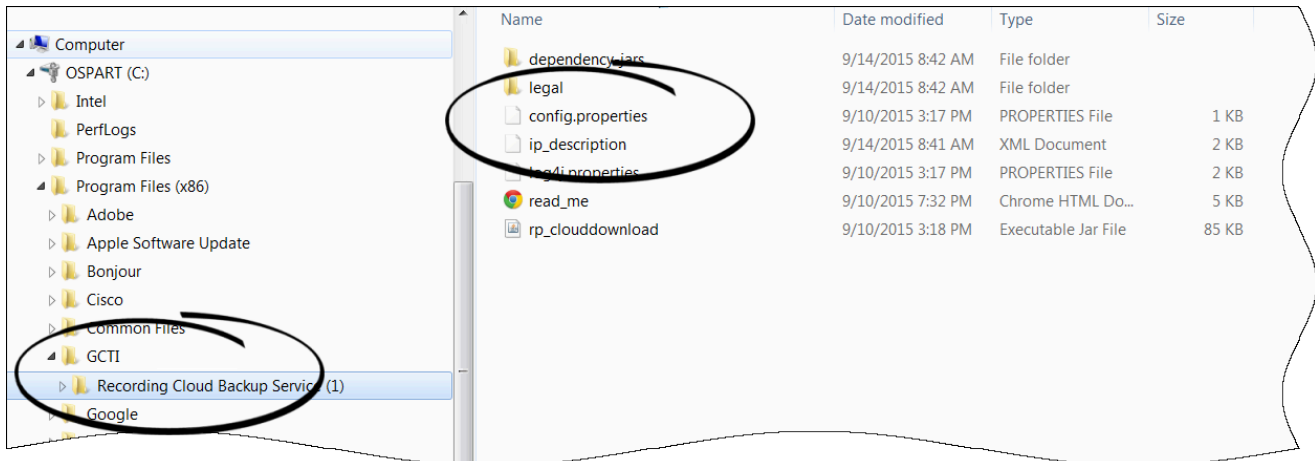 Name Date modified Type Size
Computer
OSPART (C:)
Intel
PerfLogs
Program Files
Program Files (x86)
Adobe
Apple Software Update
Bonjour
Cisco
Common Files
GCTI
Recording Cloud Backup Service (1)
Google
dependency-jars 9/14/2015 8:42 AM File folder
legal 9/14/2015 8:42 AM File folder
config.properties 9/10/2015 3:17 PM PROPERTIES File 1 KB
ip_description 9/14/2015 8:41 AM XML Document 2 KB
log4j.properties 9/10/2015 3:17 PM PROPERTIES File 2 KB
read_me 9/10/2015 7:32 PM Chrome HTML Do... 5 KB
rp_clouddownload 9/10/2015 3:18 PM Executable Jar File 85 KB